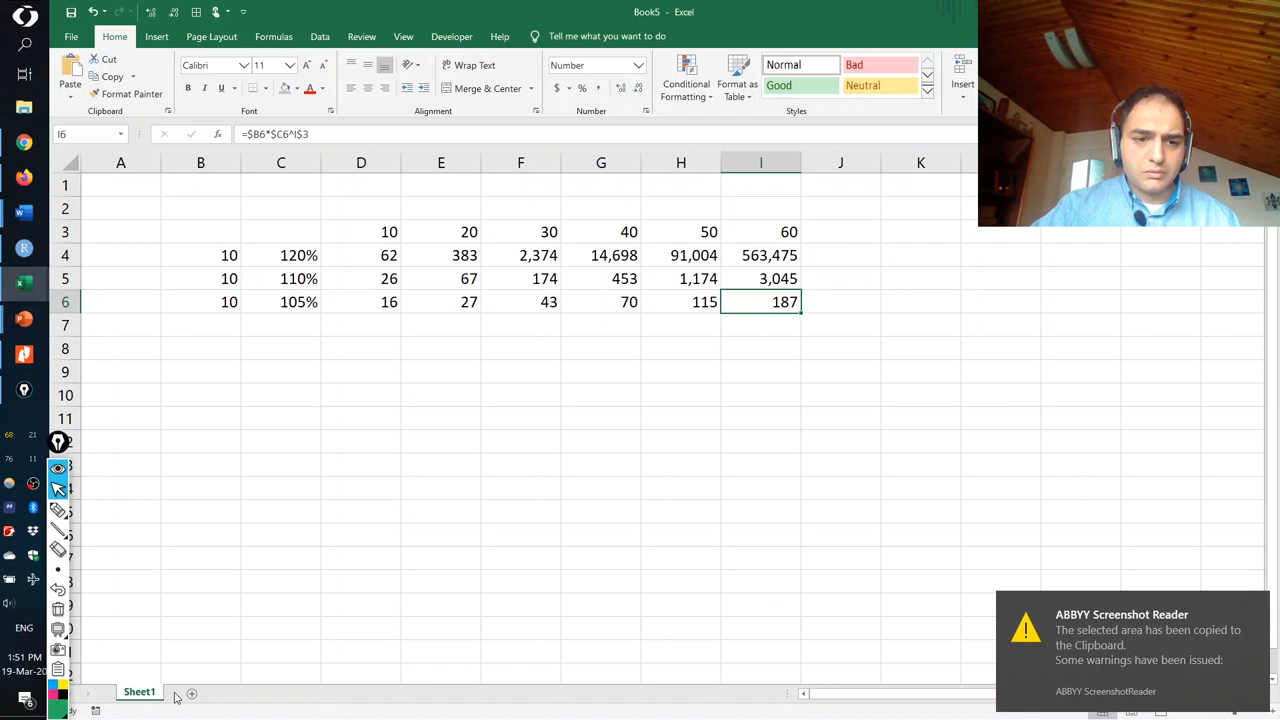 Book5 - Excel
Home Formulas Data Review View Developer Help Tell me what you want to do
Cut
Copy
Paste
Format Painter
Clipboard
Calibri 11
B I U
Font
Wrap Text
Merge & Center
Alignment
Number
$ %
Number
Conditional Formatting
Format as Table
Normal Bad
Good Neutral
Styles
Insert
I6 fx =$B6*$C6^I$3
A B C D E F G H I J K
1
2
3 10 20 30 40 50 60
4 10 120% 62 383 2,374 14,698 91,004 563,475
5 10 110% 26 67 174 453 1,174 3,045
6 10 105% 16 27 43 70 115 187
7
8
9
10
11
68 21
76 11
ENG
1:51 PM
19-Mar-20
6
Sheet1
ABBYY Screenshot Reader
The selected area has been copied to
the Clipboard.
Some warnings have been issued:
ABBYY ScreenshotReader